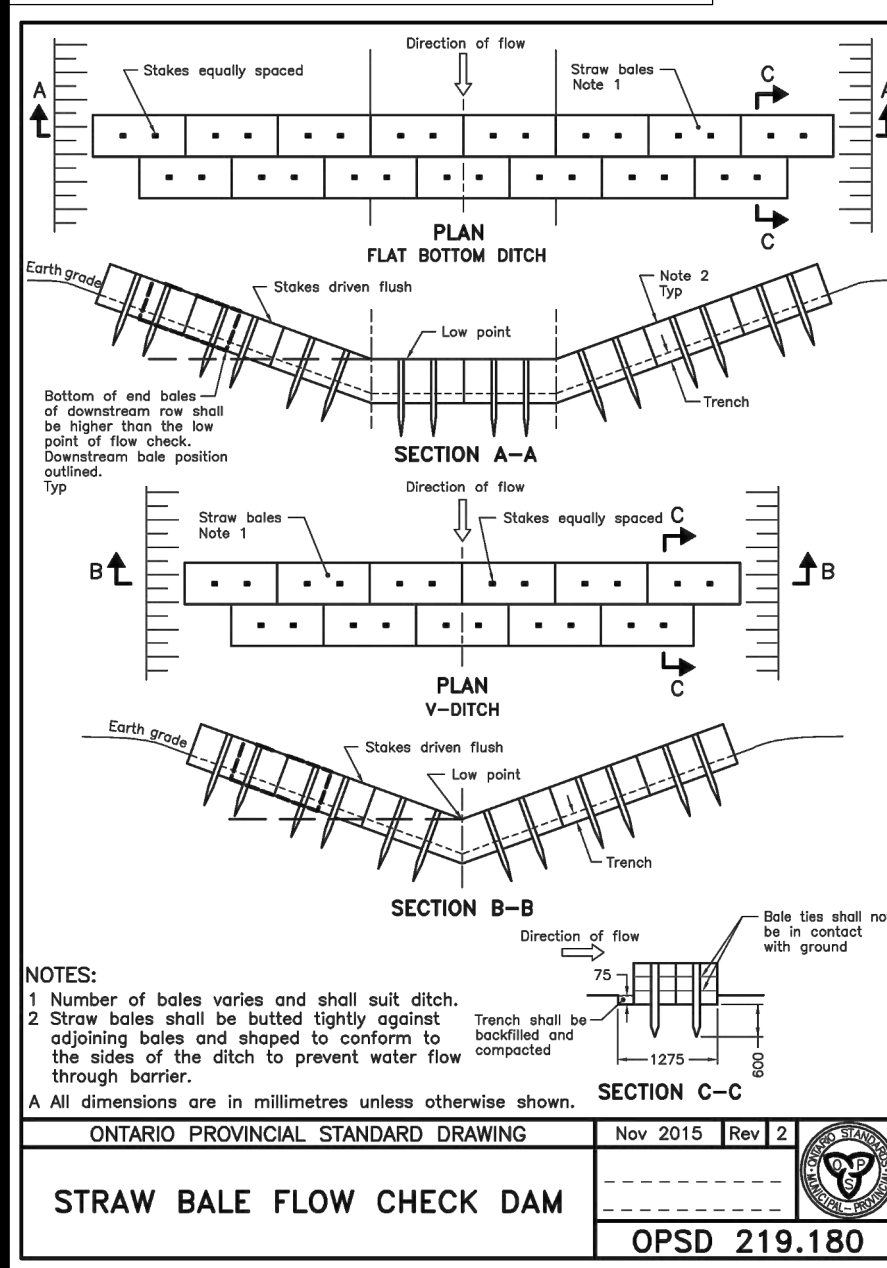 Direction of flow
Stakes equally spaced
Straw bales
Note 1
C
A
A
C
PLAN
FLAT BOTTOM DITCH
Earth grade
Stakes driven flush
Note 2
Typ
Low point
Trench
Bottom of end bales
of downstream row shall
be higher than the low
point of flow check.
Downstream bale position
outlined.
Typ
SECTION A-A
Direction of flow
Straw bales
Note 1
Stakes equally spaced
C
B
B
C
PLAN
V-DITCH
Earth grade
Stakes driven flush
Low point
Trench
SECTION B-B
Direction of flow
Bale ties shall no
be in contact
with ground
75
Trench shall be
backfilled and
compacted
1275
600
SECTION C-C
NOTES:
1 Number of bales varies and shall suit ditch.
2 Straw bales shall be butted tightly against
adjoining bales and shaped to conform to
the sides of the ditch to prevent water flow
through barrier.
A All dimensions are in millimetres unless otherwise shown.
ONTARIO PROVINCIAL STANDARD DRAWING
Nov 2015 Rev 2
STRAW BALE FLOW CHECK DAM
ONTARIO STANDARDS
MUNICIPAL-PROVINCIAL
O P S
OPSD 219.180